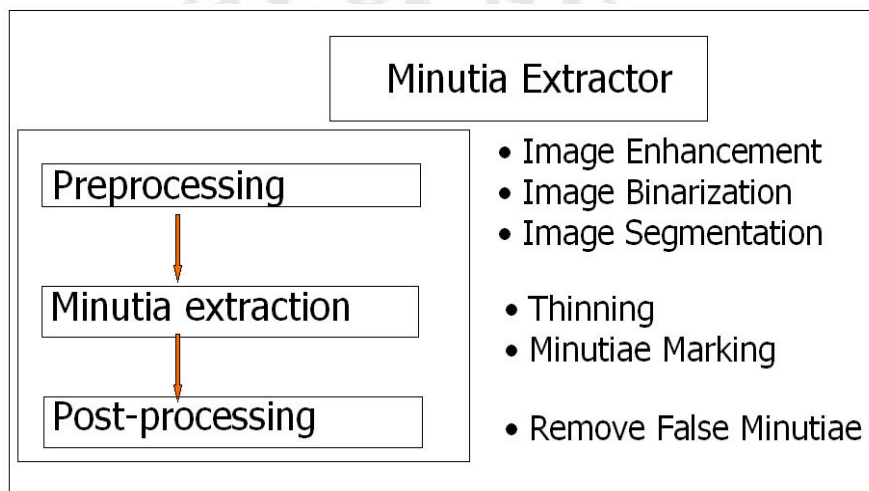 Minutia Extractor
Preprocessing
• Image Enhancement
• Image Binarization
• Image Segmentation
Minutia extraction
• Thinning
• Minutiae Marking
Post-processing
• Remove False Minutiae